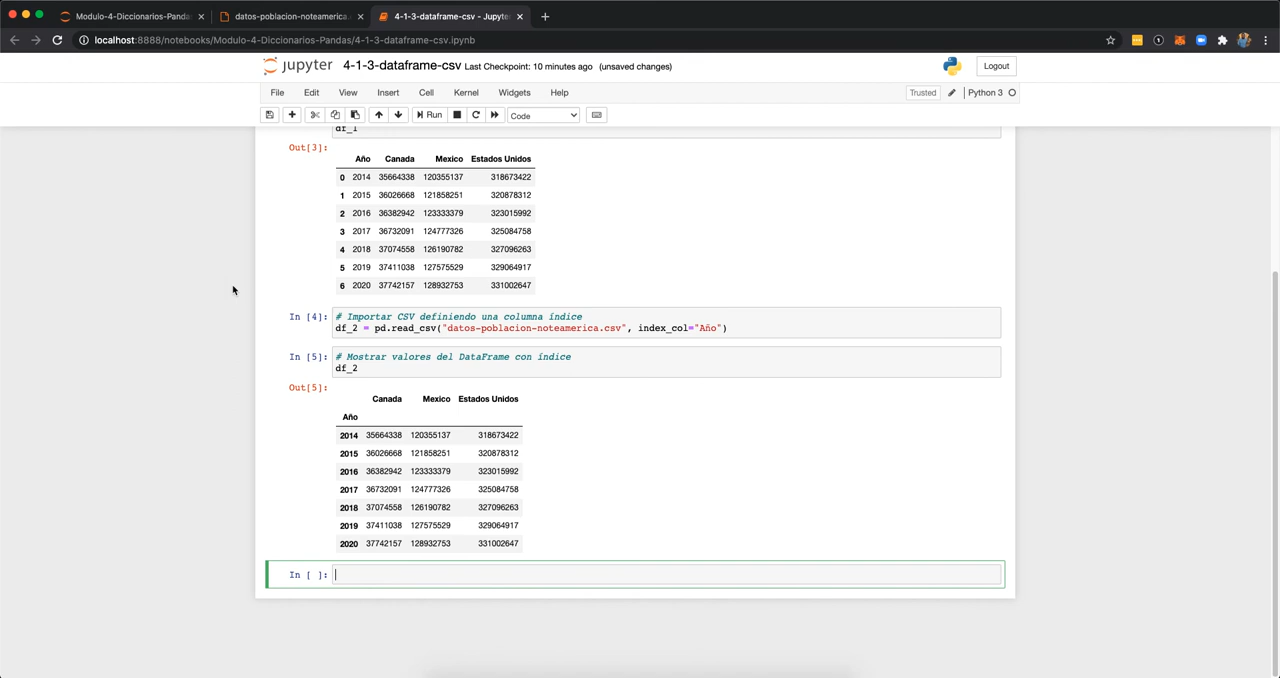 Modulo-4-Diccionarios-Panda
datos-poblacion-noteamerica.
4-1-3-dataframe-csv - Jupyte
localhost:8888/notebooks/Modulo-4-Diccionarios-Pandas/4-1-3-dataframe-csv.ipynb
jupyter 4-1-3-dataframe-csv Last Checkpoint: 10 minutes ago (unsaved changes)
Logout
File Edit View Insert Cell Kernel Widgets Help
Trusted Python 3
Run Code
df_1
Out[3]:
Año Canada Mexico Estados Unidos
0 2014 35664338 120355137 318673422
1 2015 36026668 121858251 320878312
2 2016 36382942 123333379 323015992
3 2017 36732091 124777326 325084758
4 2018 37074558 126190782 327096263
5 2019 37411038 127575529 329064917
6 2020 37742157 128932753 331002647
In [4]: # Importar CSV definiendo una columna índice
df_2 = pd.read_csv("datos-poblacion-noteamerica.csv", index_col="Año")
In [5]: # Mostrar valores del DataFrame con índice
df_2
Out[5]:
Canada Mexico Estados Unidos
Año
2014 35664338 120355137 318673422
2015 36026668 121858251 320878312
2016 36382942 123333379 323015992
2017 36732091 124777326 325084758
2018 37074558 126190782 327096263
2019 37411038 127575529 329064917
2020 37742157 128932753 331002647
In [ ]: